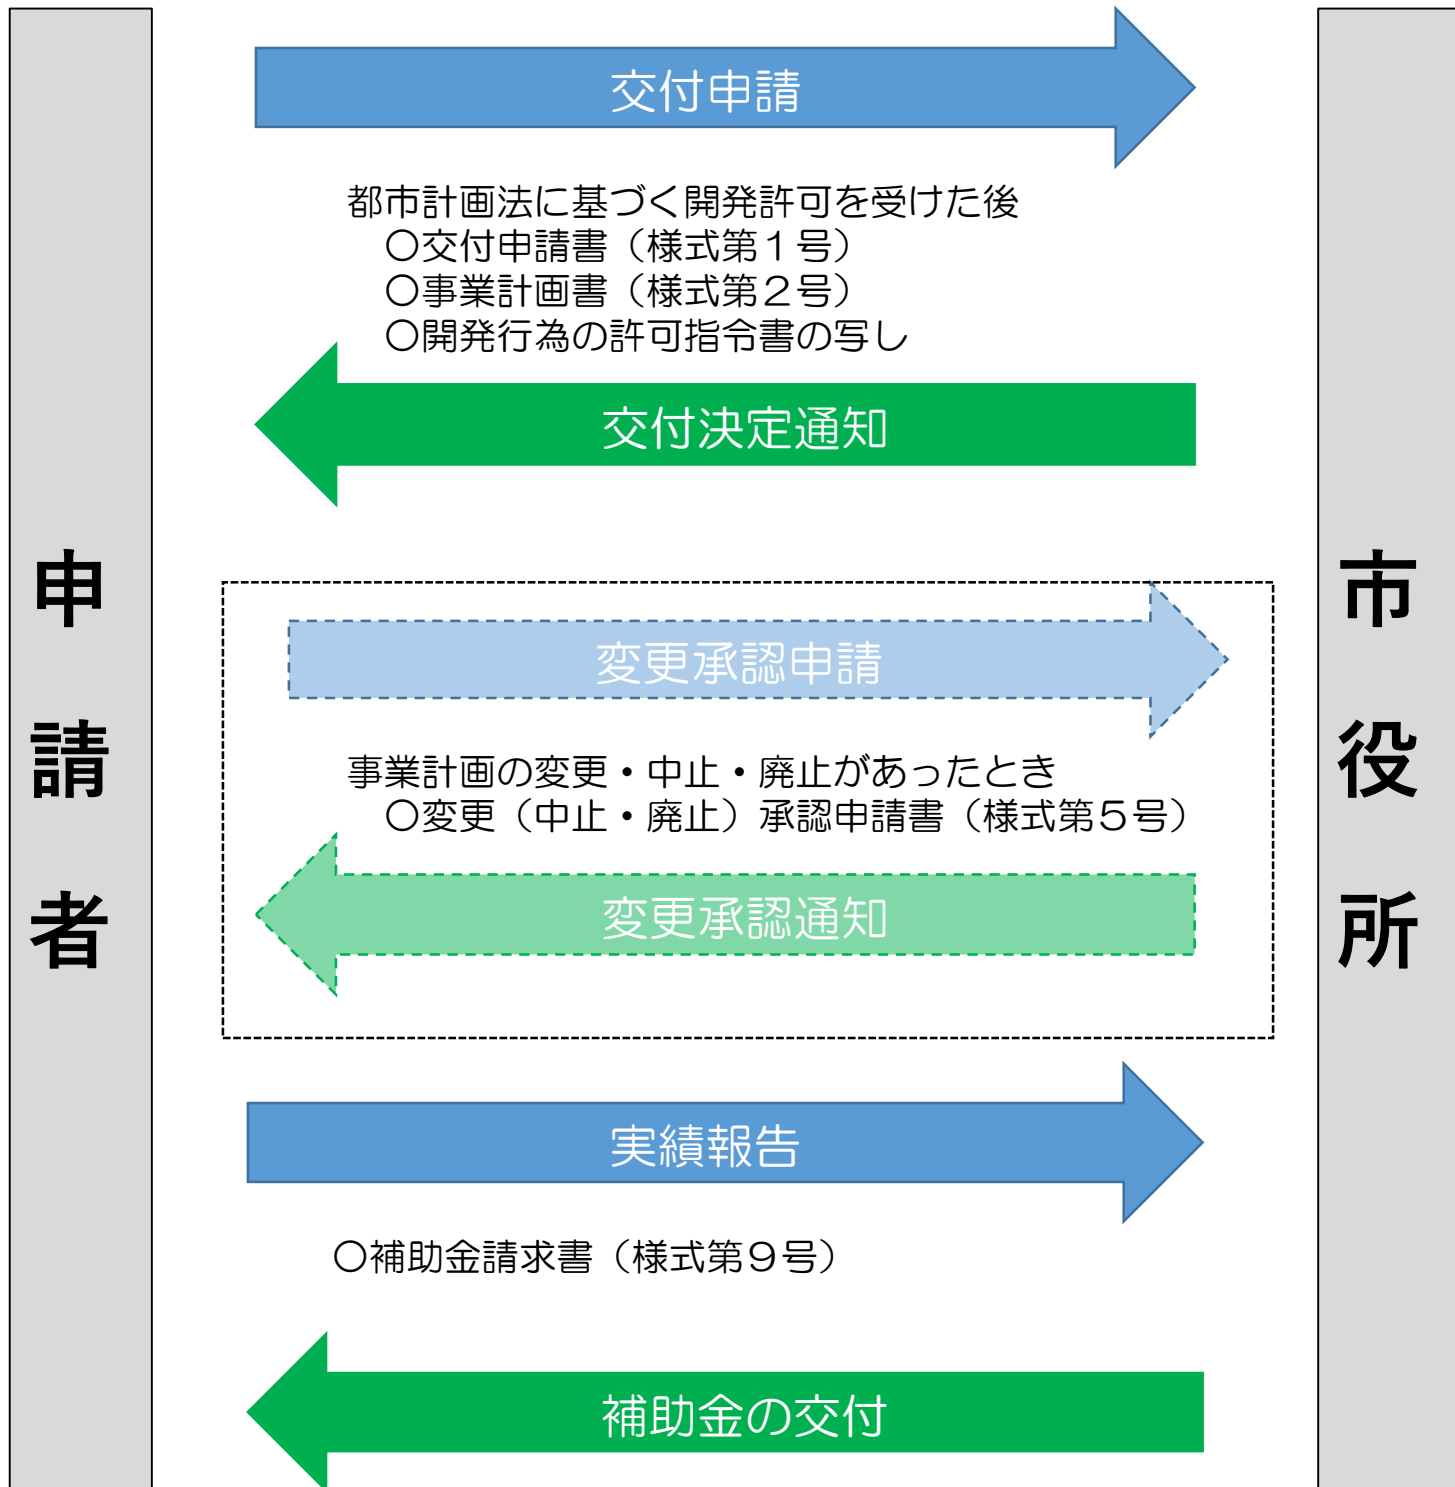 交付申請
都市計画法に基づく開発許可を受けた後
〇交付申請書（様式第１号）
〇事業計画書（様式第２号）
〇開発行為の許可指令書の写し
交付決定通知
申請者
市役所
変更承認申請
事業計画の変更・中止・廃止があったとき
〇変更（中止・廃止）承認申請書（様式第５号）
変更承認通知
実績報告
〇補助金請求書（様式第９号）
補助金の交付